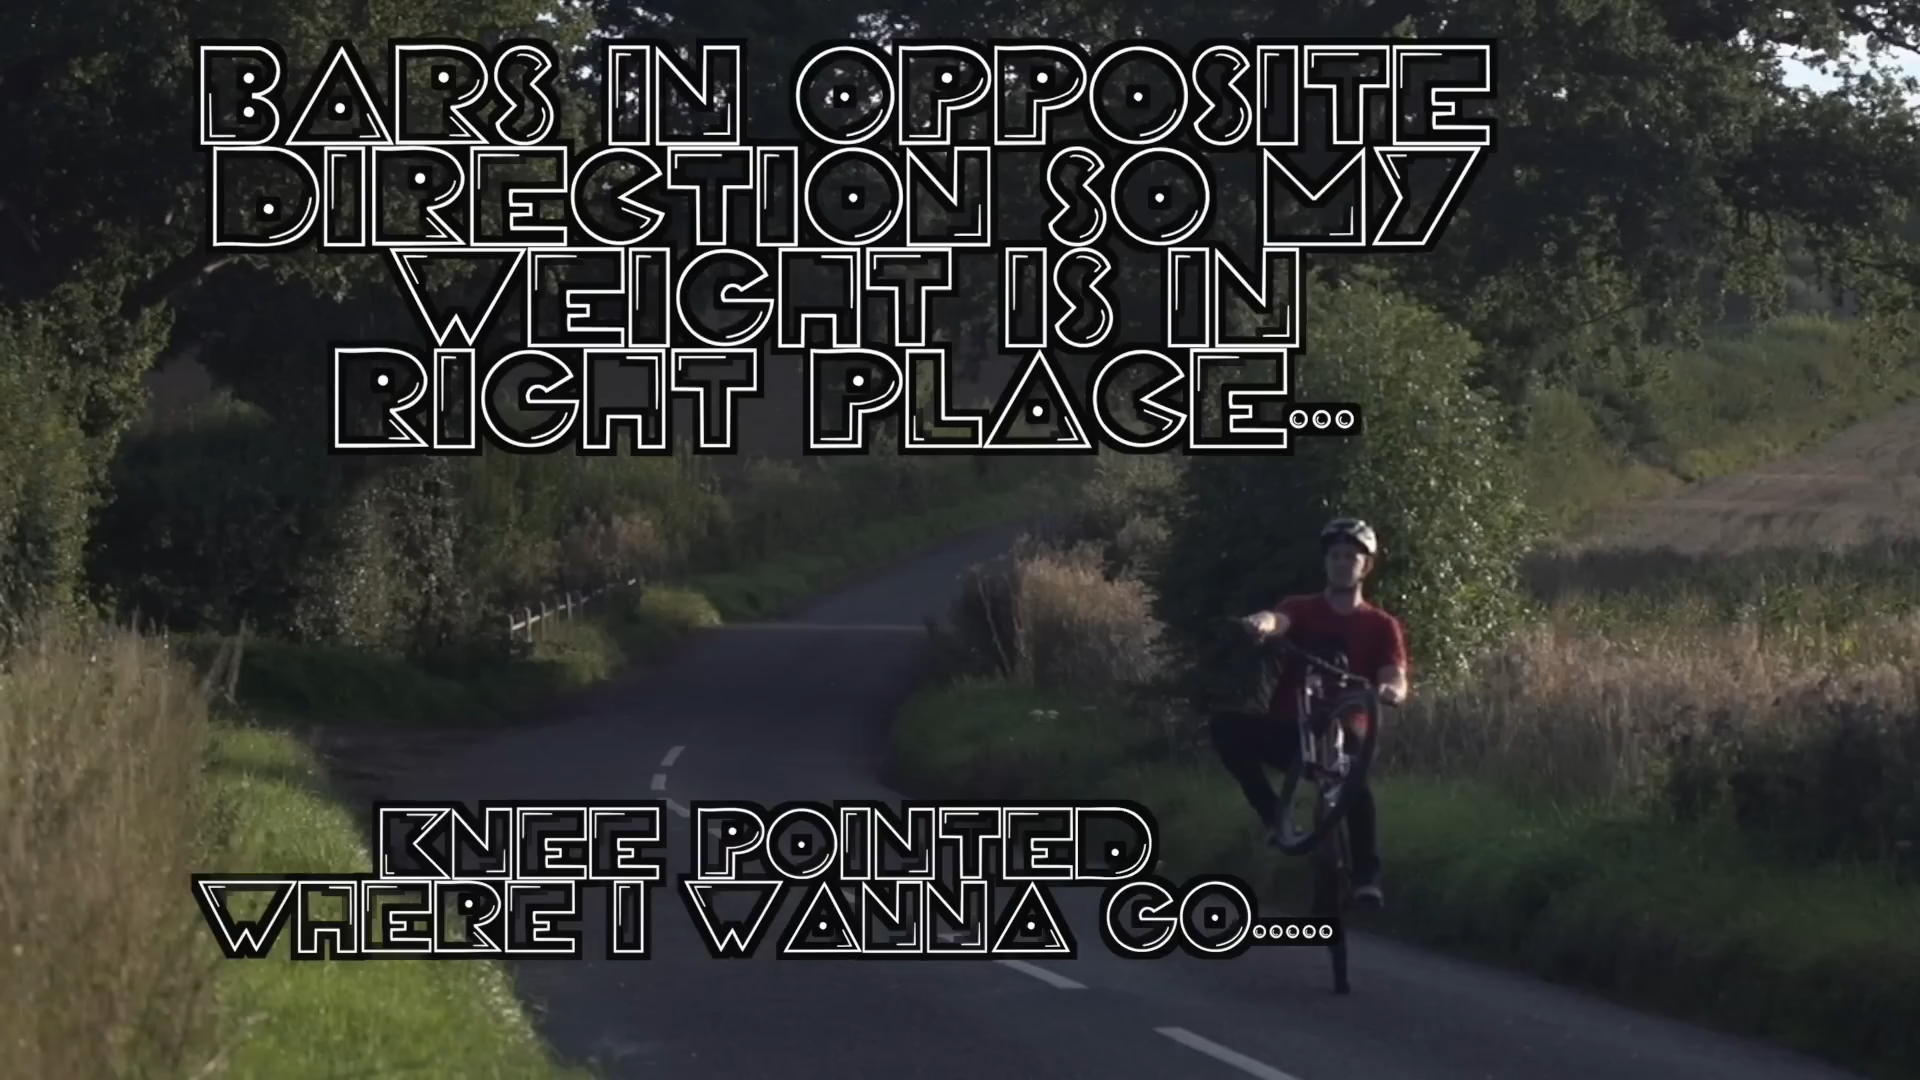 BARS IN OPPOSITE
DIRECTION SO MY
WEIGHT IS IN
RIGHT PLACE...
KNEE POINTED
WHERE I WANNA GO.....